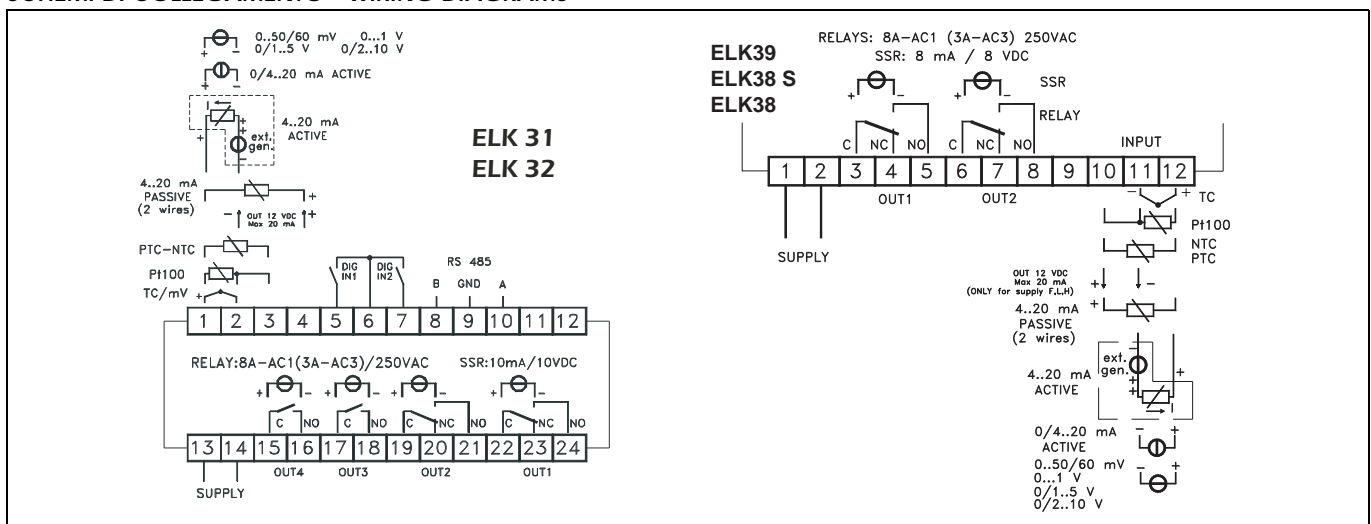 SCHEMI DI COLLEGAMENTO - WIRING DIAGRAMS
0..50/60 mV 0...1 V
0/1..5 V 0/2..10 V
+ -
0/4..20 mA ACTIVE
+ -
4..20 mA
ACTIVE
ext.
gen.
+
+
+
-
ELK 31
ELK 32
4..20 mA
PASSIVE
(2 wires)
+
- OUT 12 VDC +
Max 20 mA
PTC-NTC
Pt100
TC/mV +
DIG
IN1
DIG
IN2
RS 485
B GND A
1 2 3 4 5 6 7 8 9 10 11 12
RELAY:8A-AC1(3A-AC3)/250VAC SSR:10mA/10VDC
+ - + - + - + -
C NO C NO C NC NO C NC NO
13 14 15 16 17 18 19 20 21 22 23 24
OUT4 OUT3 OUT2 OUT1
SUPPLY
ELK39
ELK38 S
ELK38
RELAYS: 8A-AC1 (3A-AC3) 250VAC
SSR: 8 mA / 8 VDC
+ - + - SSR
RELAY
C NC NO C NC NO
INPUT
1 2 3 4 5 6 7 8 9 10 11 12
OUT1 OUT2
- + TC
SUPPLY
Pt100
NTC
PTC
OUT 12 VDC
Max 20 mA
(ONLY for supply F,L,H)
+ -
4..20 mA
PASSIVE
(2 wires)
+
4..20 mA
ACTIVE
ext.
gen.
-
+
+
+
0/4..20 mA
ACTIVE
- +
0..50/60 mV
0...1 V
0/1..5 V
0/2..10 V
- +